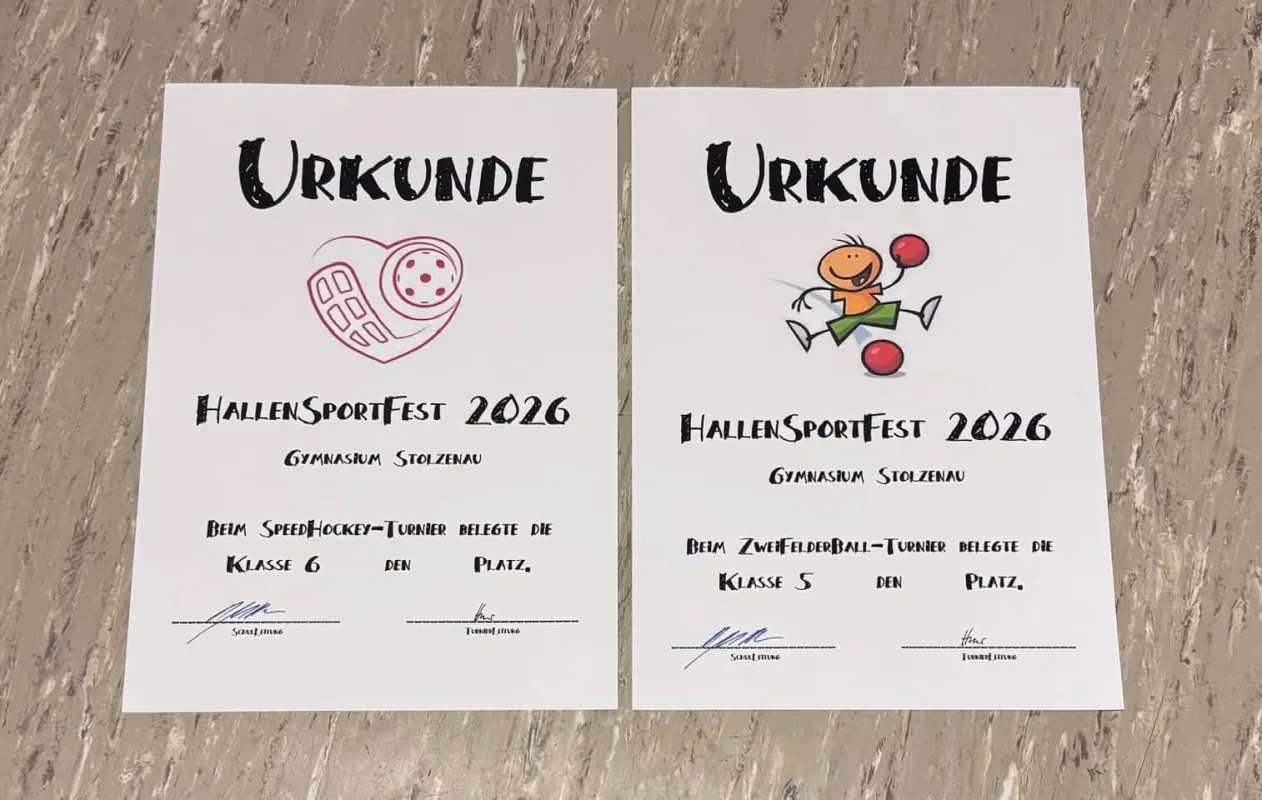 URKUNDE
HALLENSPORTFEST 2026
GYMNASIUM STOLZENAU
BEIM SPEEDHOCKEY-TURNIER BELEGTE DIE
KLASSE 6 DEN PLATZ.
SCHULLEITUNG TURNIERLEITUNG
URKUNDE
HALLENSPORTFEST 2026
GYMNASIUM STOLZENAU
BEIM ZWEIFELDERBALL-TURNIER BELEGTE DIE
KLASSE 5 DEN PLATZ.
SCHULLEITUNG TURNIERLEITUNG